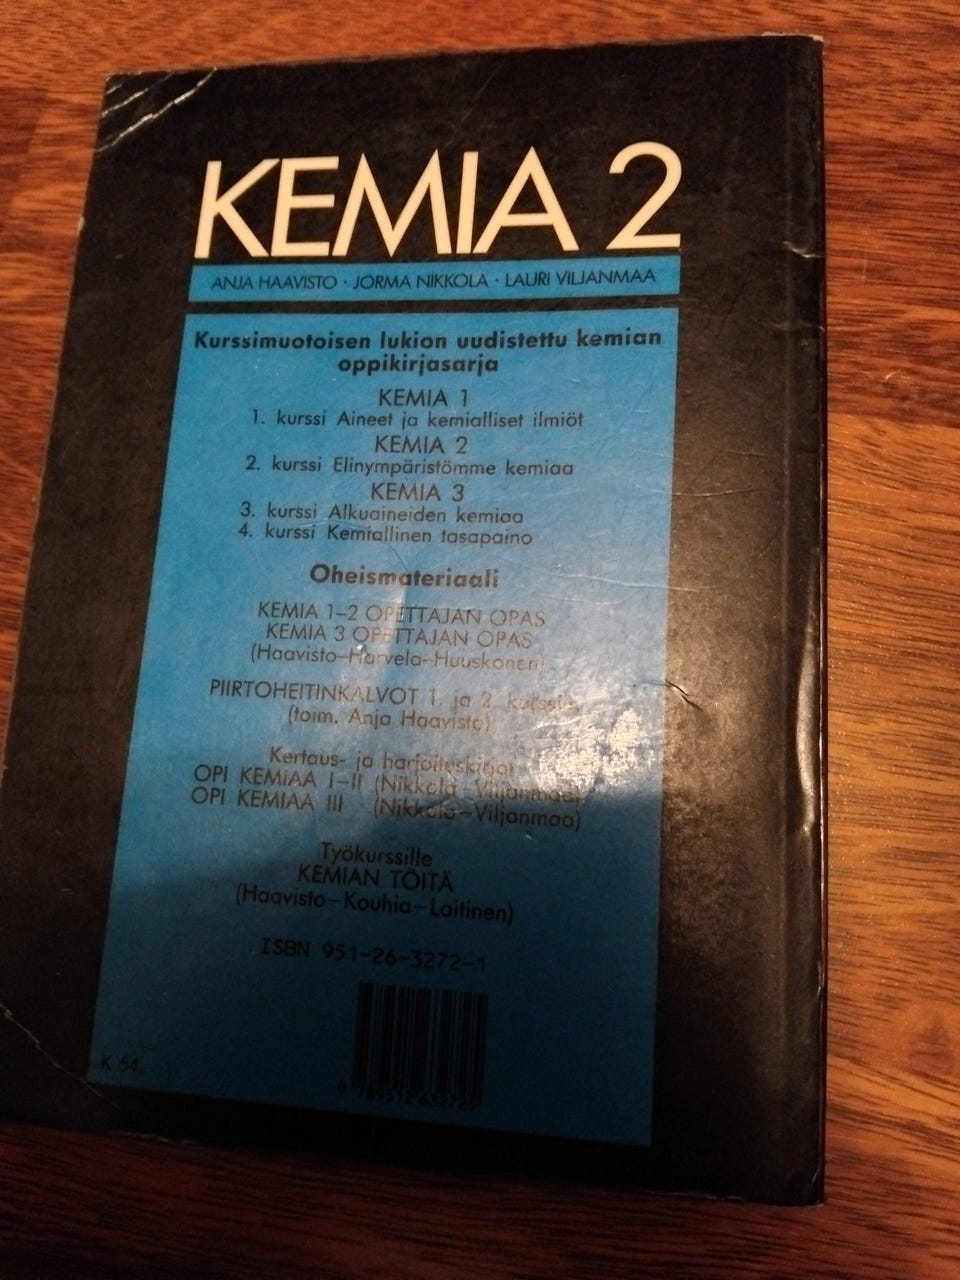 KEMIA 2
ANJA HAAVISTO · JORMA NIKKOLA · LAURI VILJANMAA
Kurssimuotoisen lukion uudistettu kemian
oppikirjasarja
KEMIA 1
1. kurssi Aineet ja kemialliset ilmiöt
KEMIA 2
2. kurssi Elinympäristömme kemiaa
KEMIA 3
3. kurssi Alkuaineiden kemiaa
4. kurssi Kemiallinen tasapaino
Oheismateriaali
KEMIA 1–2 OPETTAJAN OPAS
KEMIA 3 OPETTAJAN OPAS
(Haavisto–Harvela–Huuskonen)
PIIRTOHEITINKALVOT 1. ja 2. kurssiin
(toim. Anja Haavisto)
Kertaus- ja harjoituskirjat
OPI KEMIAA I–II (Nikkola–Viljanmaa)
OPI KEMIAA III (Nikkola–Viljanmaa)
Työkurssille
KEMIAN TÖITÄ
(Haavisto–Kouhia–Laitinen)
ISBN 951-26-3272-1
K 54
9 789512 632725